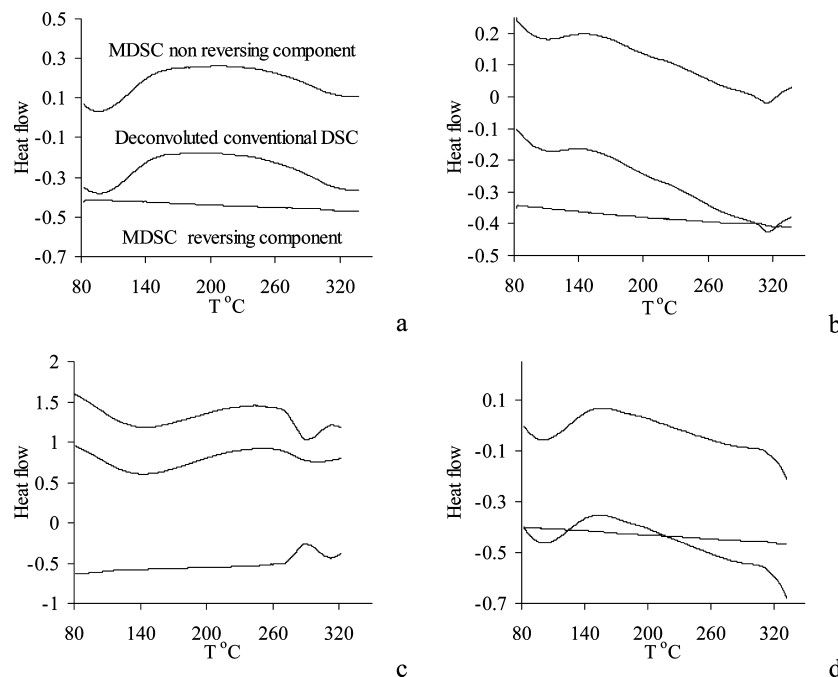 0.5
0.3
0.1
-0.1
-0.3
-0.5
-0.7
Heat flow
MDSC non reversing component
Deconvoluted conventional DSC
MDSC reversing component
80 140 200 260 320
T °C
a
0.2
0.1
0
-0.1
-0.2
-0.3
-0.4
-0.5
Heat flow
80 140 200 260 320
T °C
b
2
1.5
1
0.5
0
-0.5
-1
Heat flow
80 140 200 260 320
T °C
c
0.1
-0.1
-0.3
-0.5
-0.7
Heat flow
80 140 200 260 320
T °C
d